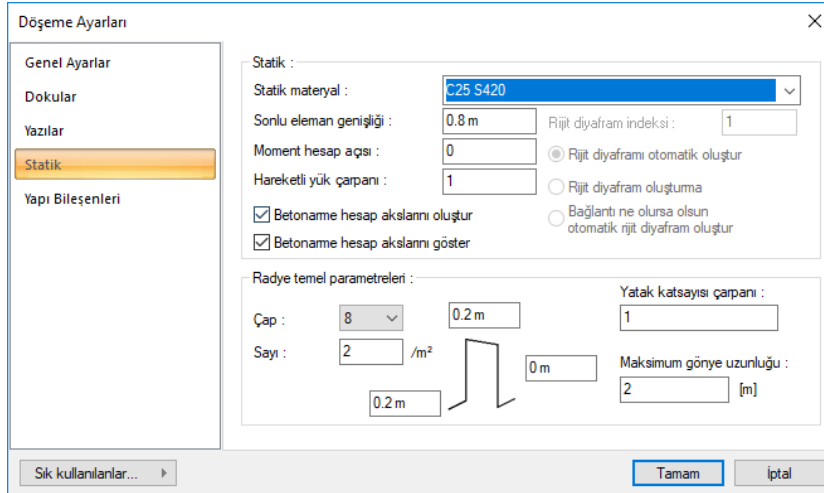 Döşeme Ayarları
Genel Ayarlar
Dokular
Yazılar
Statik
Yapı Bileşenleri
Statik :
Statik materyal :
C25 S420
Sonlu eleman genişliği :
0.8 m
Rijit diyafram indeksi :
1
Moment hesap açısı :
0
Rijit diyaframı otomatik oluştur
Hareketli yük çarpanı :
1
Rijit diyafram oluşturma
Betonarme hesap akslarını oluştur
Bağlantı ne olursa olsun
otomatik rijit diyafram oluştur
Betonarme hesap akslarını göster
Radye temel parametreleri :
Yatak katsayısı çarpanı :
Çap :
8
0.2 m
1
Sayı :
2
/m²
0 m
Maksimum gönye uzunluğu :
0.2 m
2
[m]
Sık kullanılanlar...
Tamam
İptal